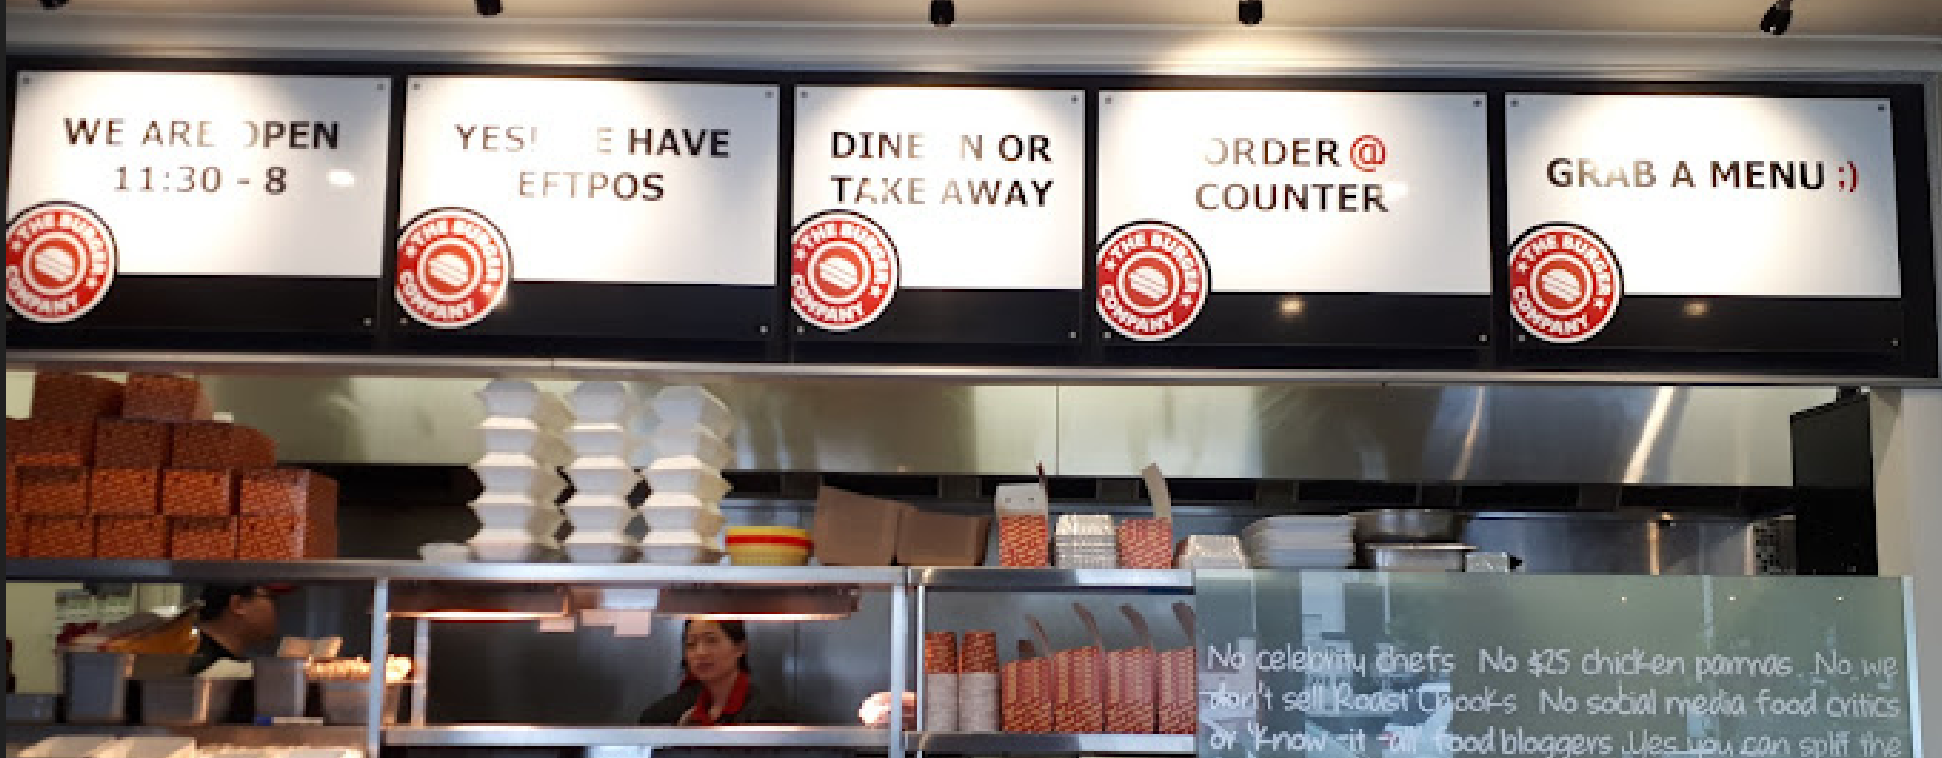 WE ARE OPEN
11:30 - 8
YES! WE HAVE
EFTPOS
DINE IN OR
TAKE AWAY
ORDER @
COUNTER
GRAB A MENU ;)
THE BURGER
COMPANY
THE BURGER
COMPANY
THE BURGER
COMPANY
THE BURGER
COMPANY
THE BURGER
COMPANY
No celebrity chefs No $25 chicken parmas. No we
don't sell Roast Chooks No social media food critics
or 'Know-it-all' food bloggers. Yes you can split the